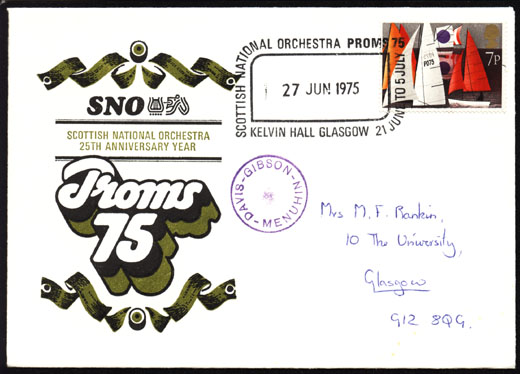 SNO
SCOTTISH NATIONAL ORCHESTRA
25TH ANNIVERSARY YEAR
Proms
75
SCOTTISH NATIONAL ORCHESTRA PROMS 75
27 JUN 1975
KELVIN HALL GLASGOW 21 JUNE TO 5 JULY
7P
DAVIS-GIBSON-MENUHIN
Mrs M. F. Rankin,
10 The University,
Glasgow
G12 8QG.